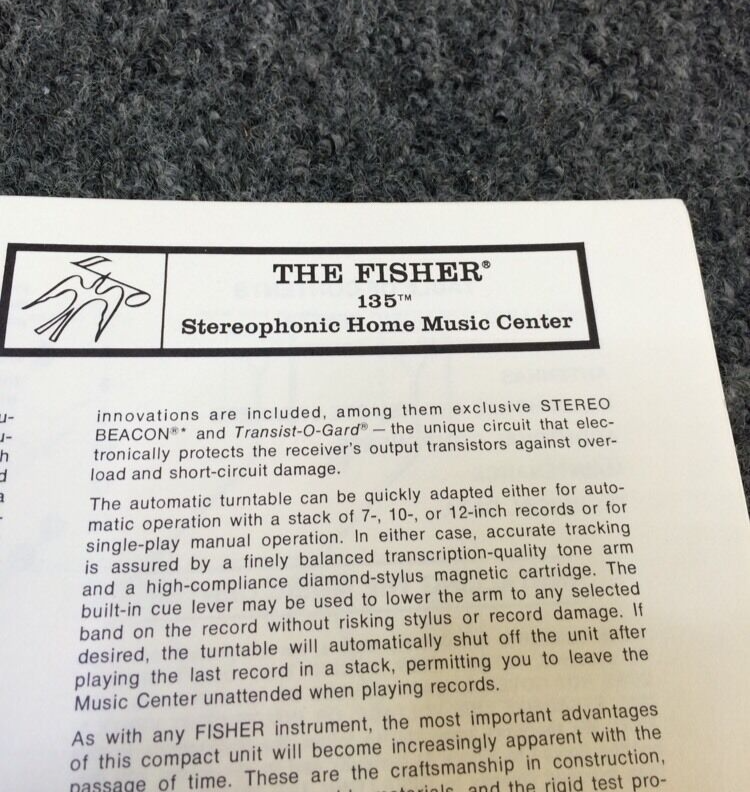 THE FISHER®
135™
Stereophonic Home Music Center
u-
u-
h
d
a
-
innovations are included, among them exclusive STEREO
BEACON®* and Transist-O-Gard® — the unique circuit that elec-
tronically protects the receiver's output transistors against over-
load and short-circuit damage.
The automatic turntable can be quickly adapted either for auto-
matic operation with a stack of 7-, 10-, or 12-inch records or for
single-play manual operation. In either case, accurate tracking
is assured by a finely balanced transcription-quality tone arm
and a high-compliance diamond-stylus magnetic cartridge. The
built-in cue lever may be used to lower the arm to any selected
band on the record without risking stylus or record damage. If
desired, the turntable will automatically shut off the unit after
playing the last record in a stack, permitting you to leave the
Music Center unattended when playing records.
As with any FISHER instrument, the most important advantages
of this compact unit will become increasingly apparent with the
passage of time. These are the craftsmanship in construction,
materials, and the rigid test pro-